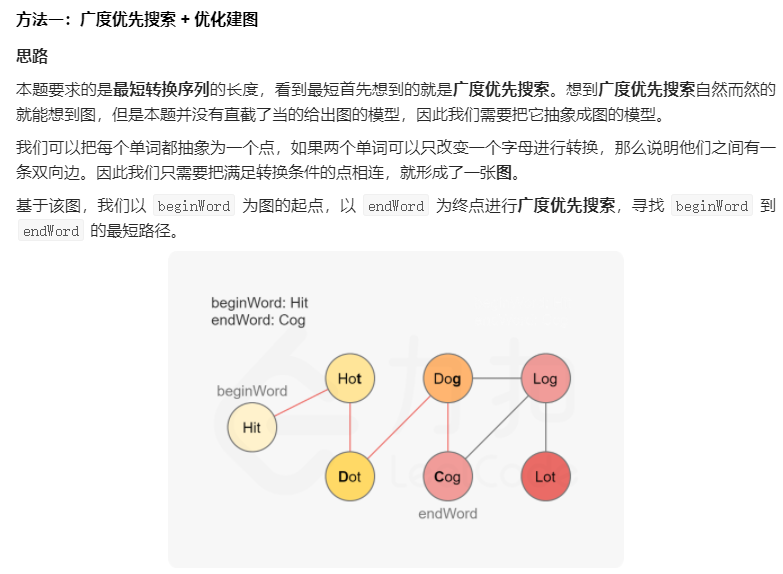 方法一：广度优先搜索 + 优化建图
思路
本题要求的是最短转换序列的长度，看到最短首先想到的就是广度优先搜索。想到广度优先搜索自然而然的
就能想到图，但是本题并没有直截了当的给出图的模型，因此我们需要把它抽象成图的模型。
我们可以把每个单词都抽象为一个点，如果两个单词可以只改变一个字母进行转换，那么说明他们之间有一
条双向边。因此我们只需要把满足转换条件的点相连，就形成了一张图。
基于该图，我们以 beginWord 为图的起点，以 endWord 为终点进行广度优先搜索，寻找 beginWord 到
endWord 的最短路径。
beginWord: Hit
endWord: Cog
beginWord
Hot
Dog
Log
Hit
Dot
Cog
Lot
endWord
力扣
LeetCode